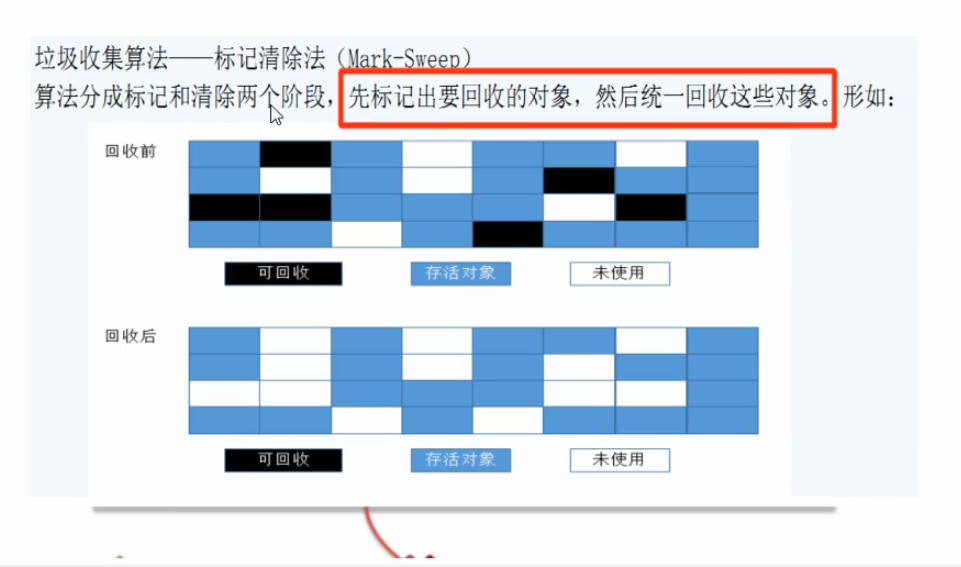 垃圾收集算法——标记清除法（Mark-Sweep）
算法分成标记和清除两个阶段，先标记出要回收的对象，然后统一回收这些对象。形如：
回收前
可回收 存活对象 未使用
回收后
可回收 存活对象 未使用